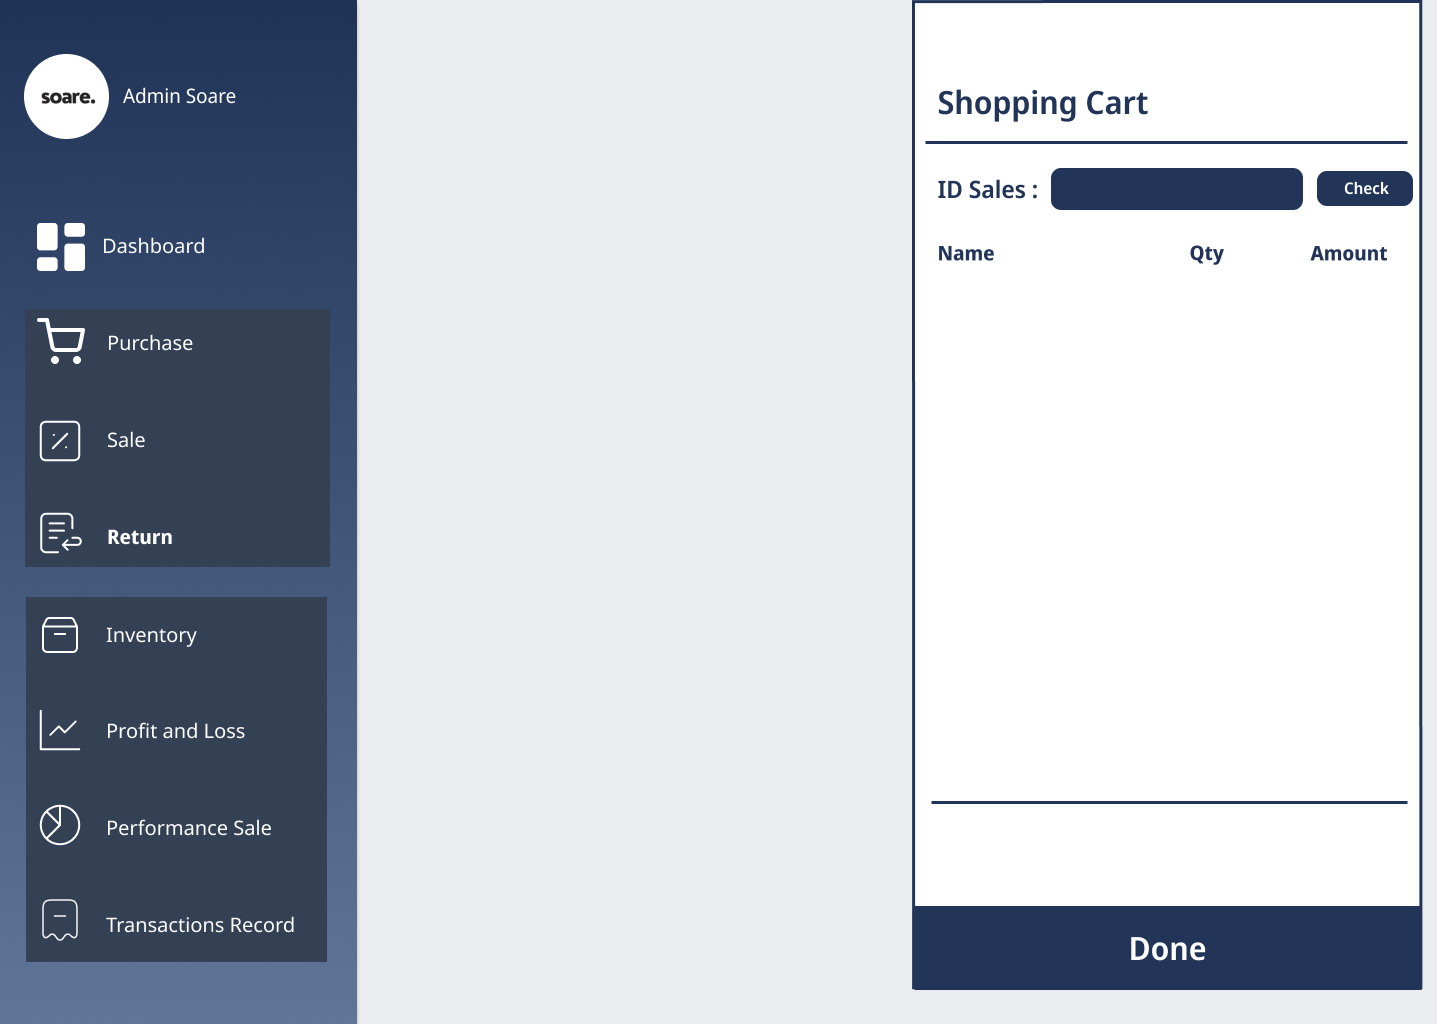 soare.
Admin Soare
Dashboard
Purchase
Sale
Return
Inventory
Profit and Loss
Performance Sale
Transactions Record
Shopping Cart
ID Sales :
Check
Name Qty Amount
Done